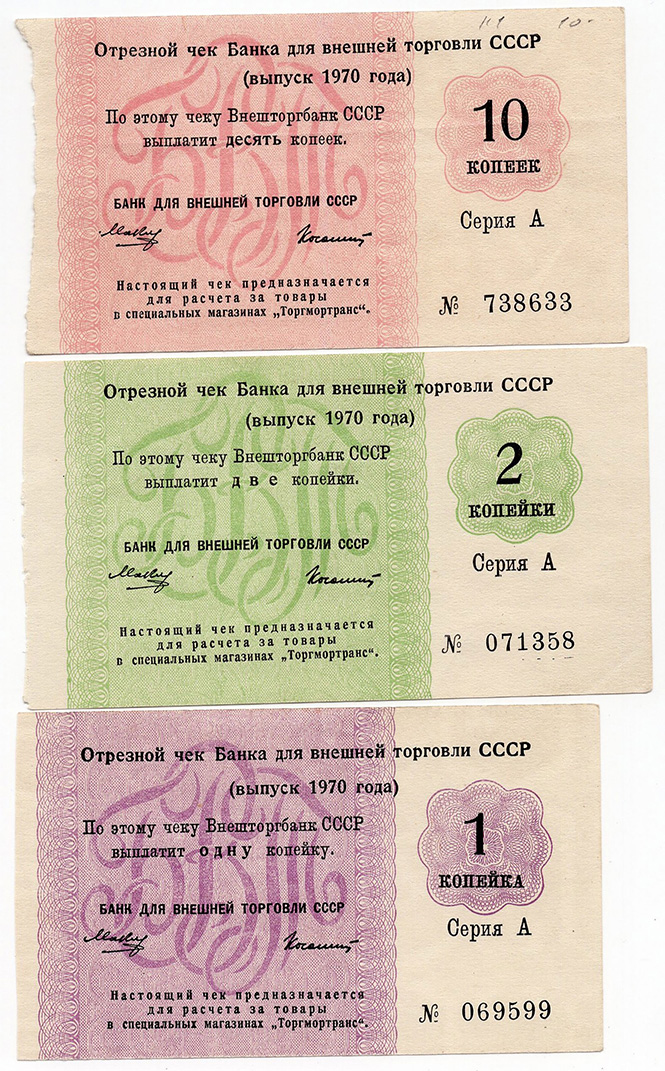 Отрезной чек Банка для внешней торговли СССР
(выпуск 1970 года)
По этому чеку Внешторгбанк СССР
выплатит десять копеек.
БАНК ДЛЯ ВНЕШНЕЙ ТОРГОВЛИ СССР
Настоящий чек предназначается
для расчета за товары
в специальных магазинах „Торгмортранс“.
10
КОПЕЕК
Серия А
№ 738633
Отрезной чек Банка для внешней торговли СССР
(выпуск 1970 года)
По этому чеку Внешторгбанк СССР
выплатит две копейки.
БАНК ДЛЯ ВНЕШНЕЙ ТОРГОВЛИ СССР
Настоящий чек предназначается
для расчета за товары
в специальных магазинах „Торгмортранс“.
2
КОПЕЙКИ
Серия А
№ 071358
Отрезной чек Банка для внешней торговли СССР
(выпуск 1970 года)
По этому чеку Внешторгбанк СССР
выплатит одну копейку.
БАНК ДЛЯ ВНЕШНЕЙ ТОРГОВЛИ СССР
Настоящий чек предназначается
для расчета за товары
в специальных магазинах „Торгмортранс“.
1
КОПЕЙКА
Серия А
№ 069599